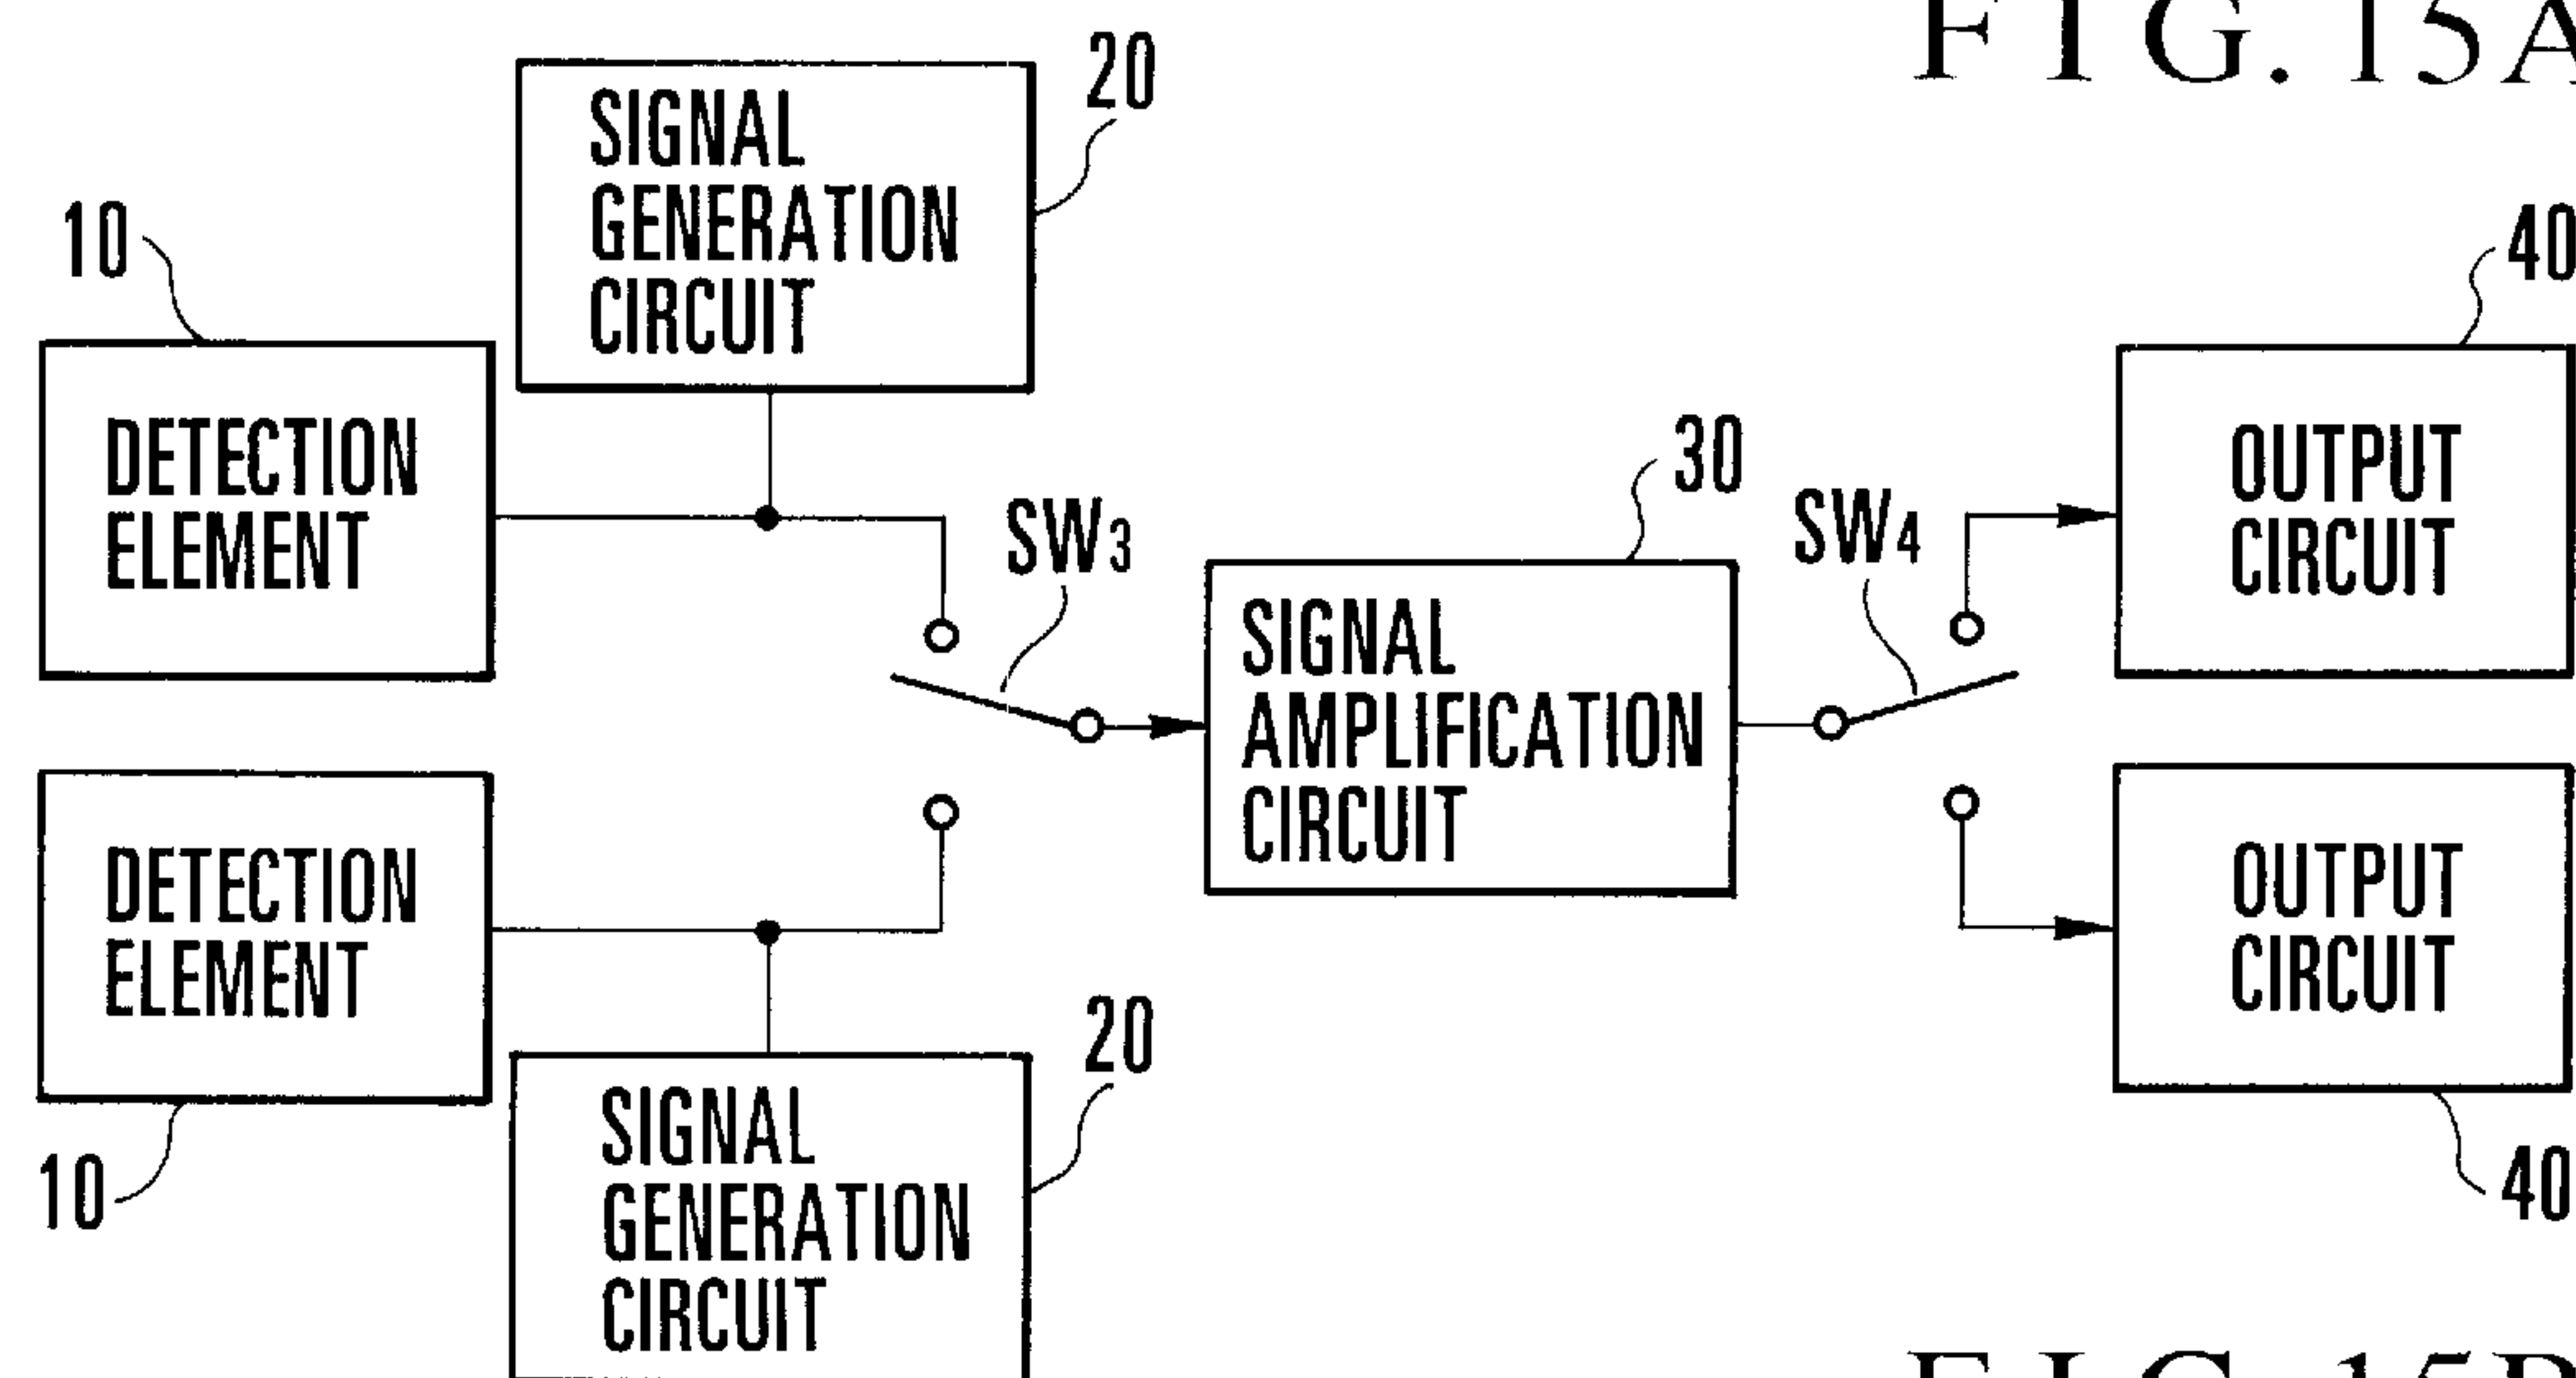 FIG. 15A
20
SIGNAL
GENERATION
CIRCUIT
10
40
DETECTION
ELEMENT
SW3
30
SW4
OUTPUT
CIRCUIT
SIGNAL
AMPLIFICATION
CIRCUIT
DETECTION
ELEMENT
OUTPUT
CIRCUIT
10
20
40
SIGNAL
GENERATION
CIRCUIT